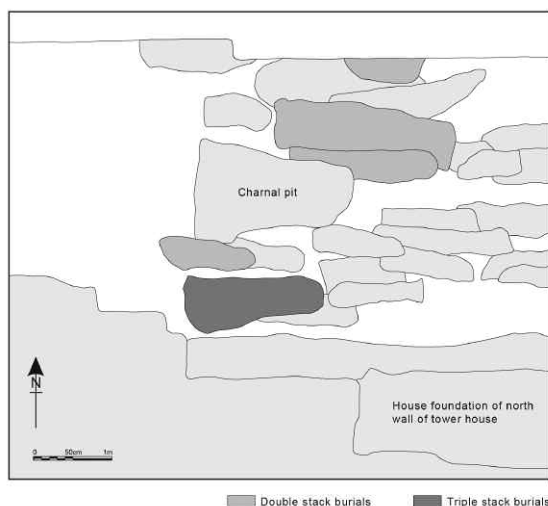 Charnal pit
House foundation of north
wall of tower house
N
0 50cm 1m
Double stack burials
Triple stack burials